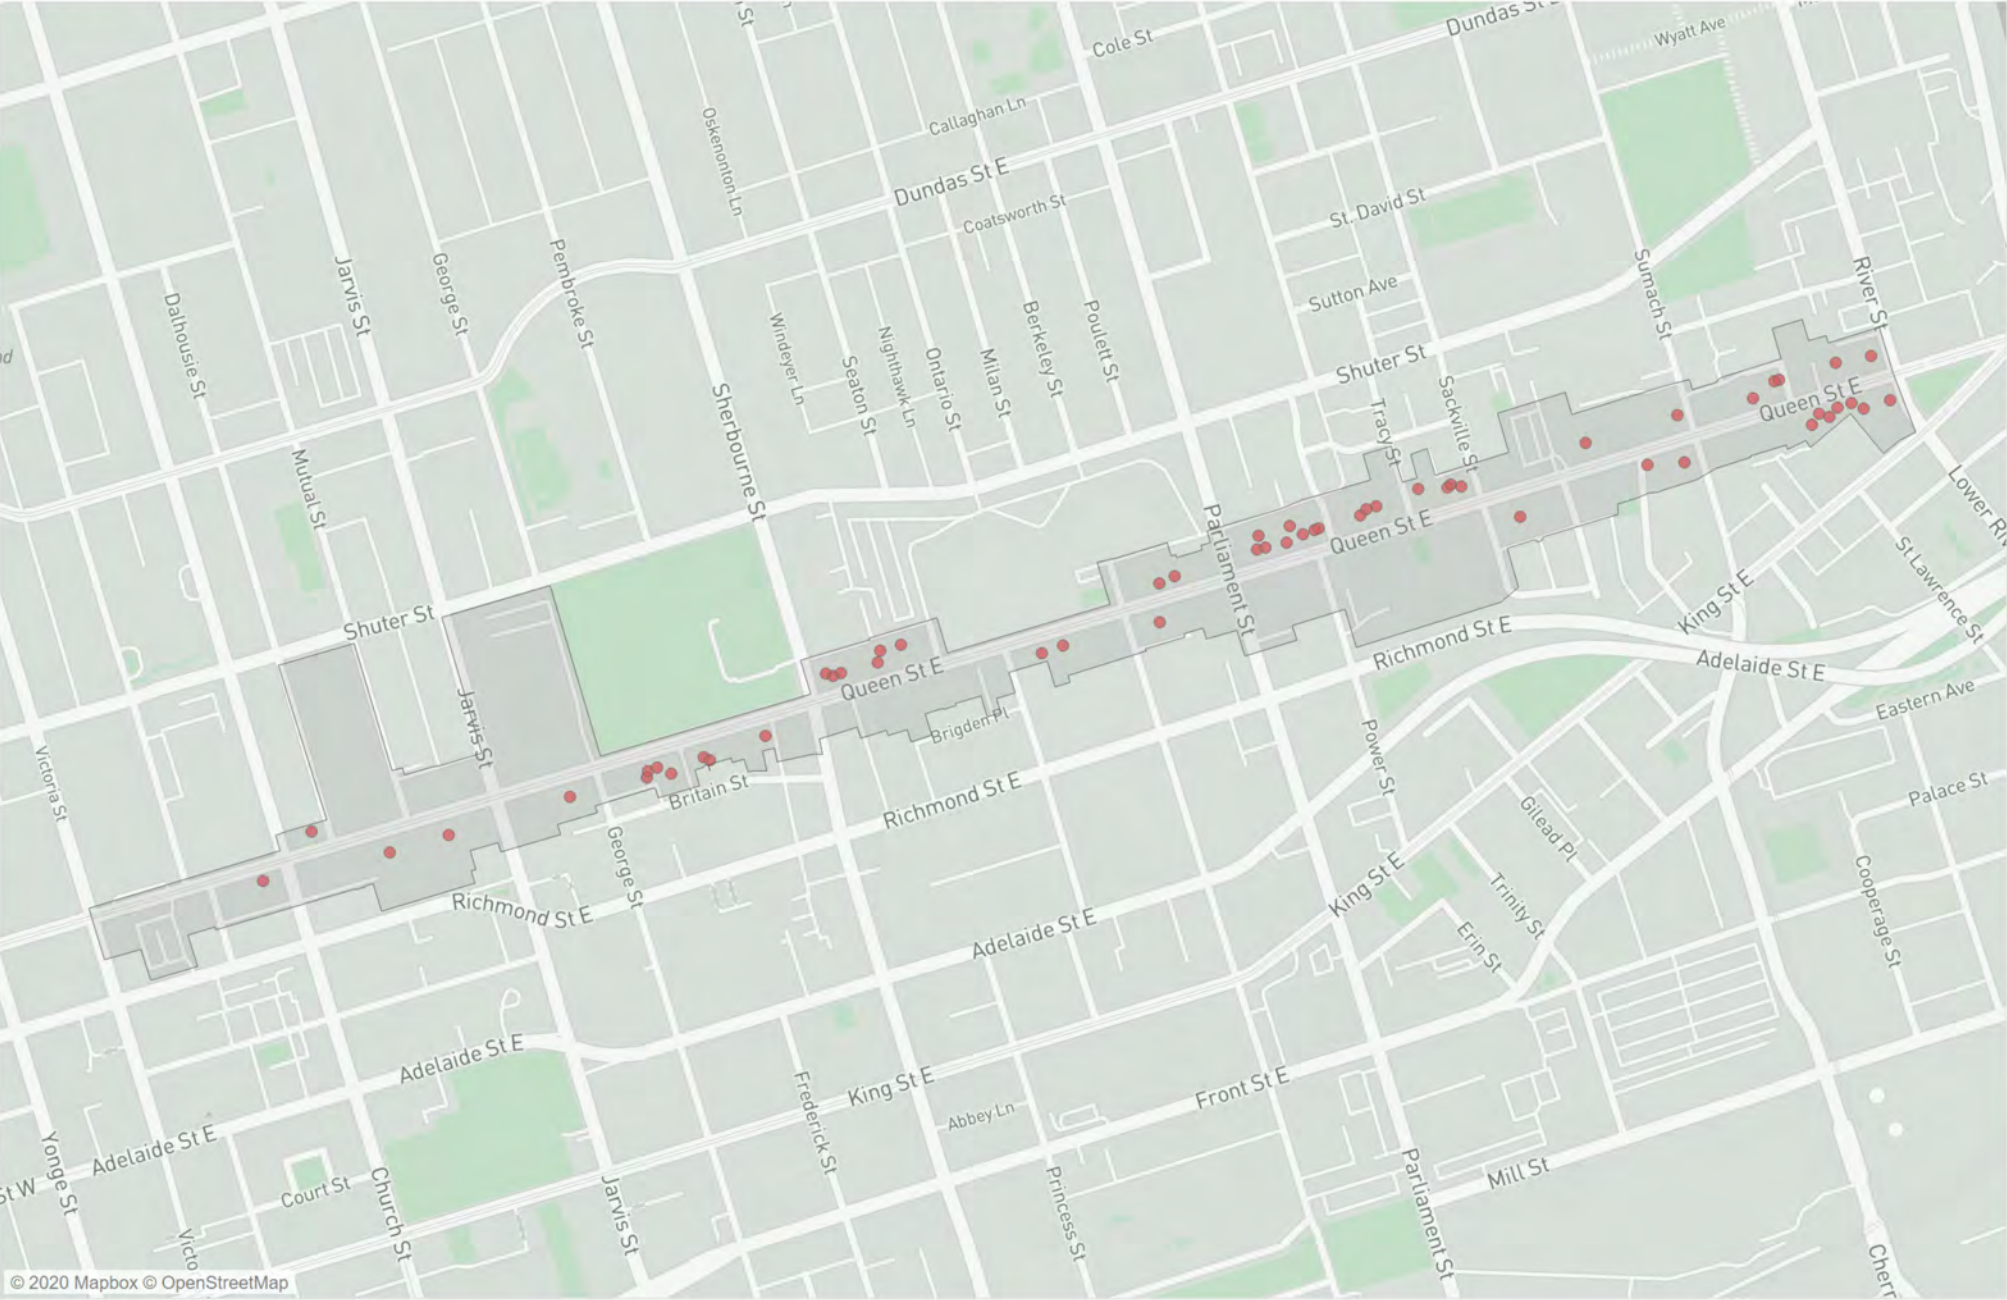 Dundas St E
Wyatt Ave
Cole St
Callaghan Ln
Oskenonton Ln
Dundas St E
Coatsworth St
St. David St
Jarvis St
George St
Pembroke St
Dalhousie St
Sutton Ave
Sumach St
River St
Windeyer Ln
Seaton St
Nighthawk Ln
Ontario St
Milan St
Berkeley St
Poulett St
Shuter St
Sherbourne St
Tracy St
Sackville St
Queen St E
Mutual St
Parliament St
Queen St E
St Lawrence St
King St E
Shuter St
Richmond St E
Adelaide St E
Queen St E
Eastern Ave
Jarvis St
Brigden Pl
Victoria St
Britain St
Power St
Richmond St E
Palace St
George St
Gilead Pl
Richmond St E
King St E
Trinity St
Cooperage St
Adelaide St E
Erin St
Adelaide St E
King St E
Front St E
Frederick St
Abbey Ln
Adelaide St E
Yonge St
St W
Court St
Church St
Jarvis St
Princess St
Parliament St
Mill St
Victo
Cherr
© 2020 Mapbox © OpenStreetMap